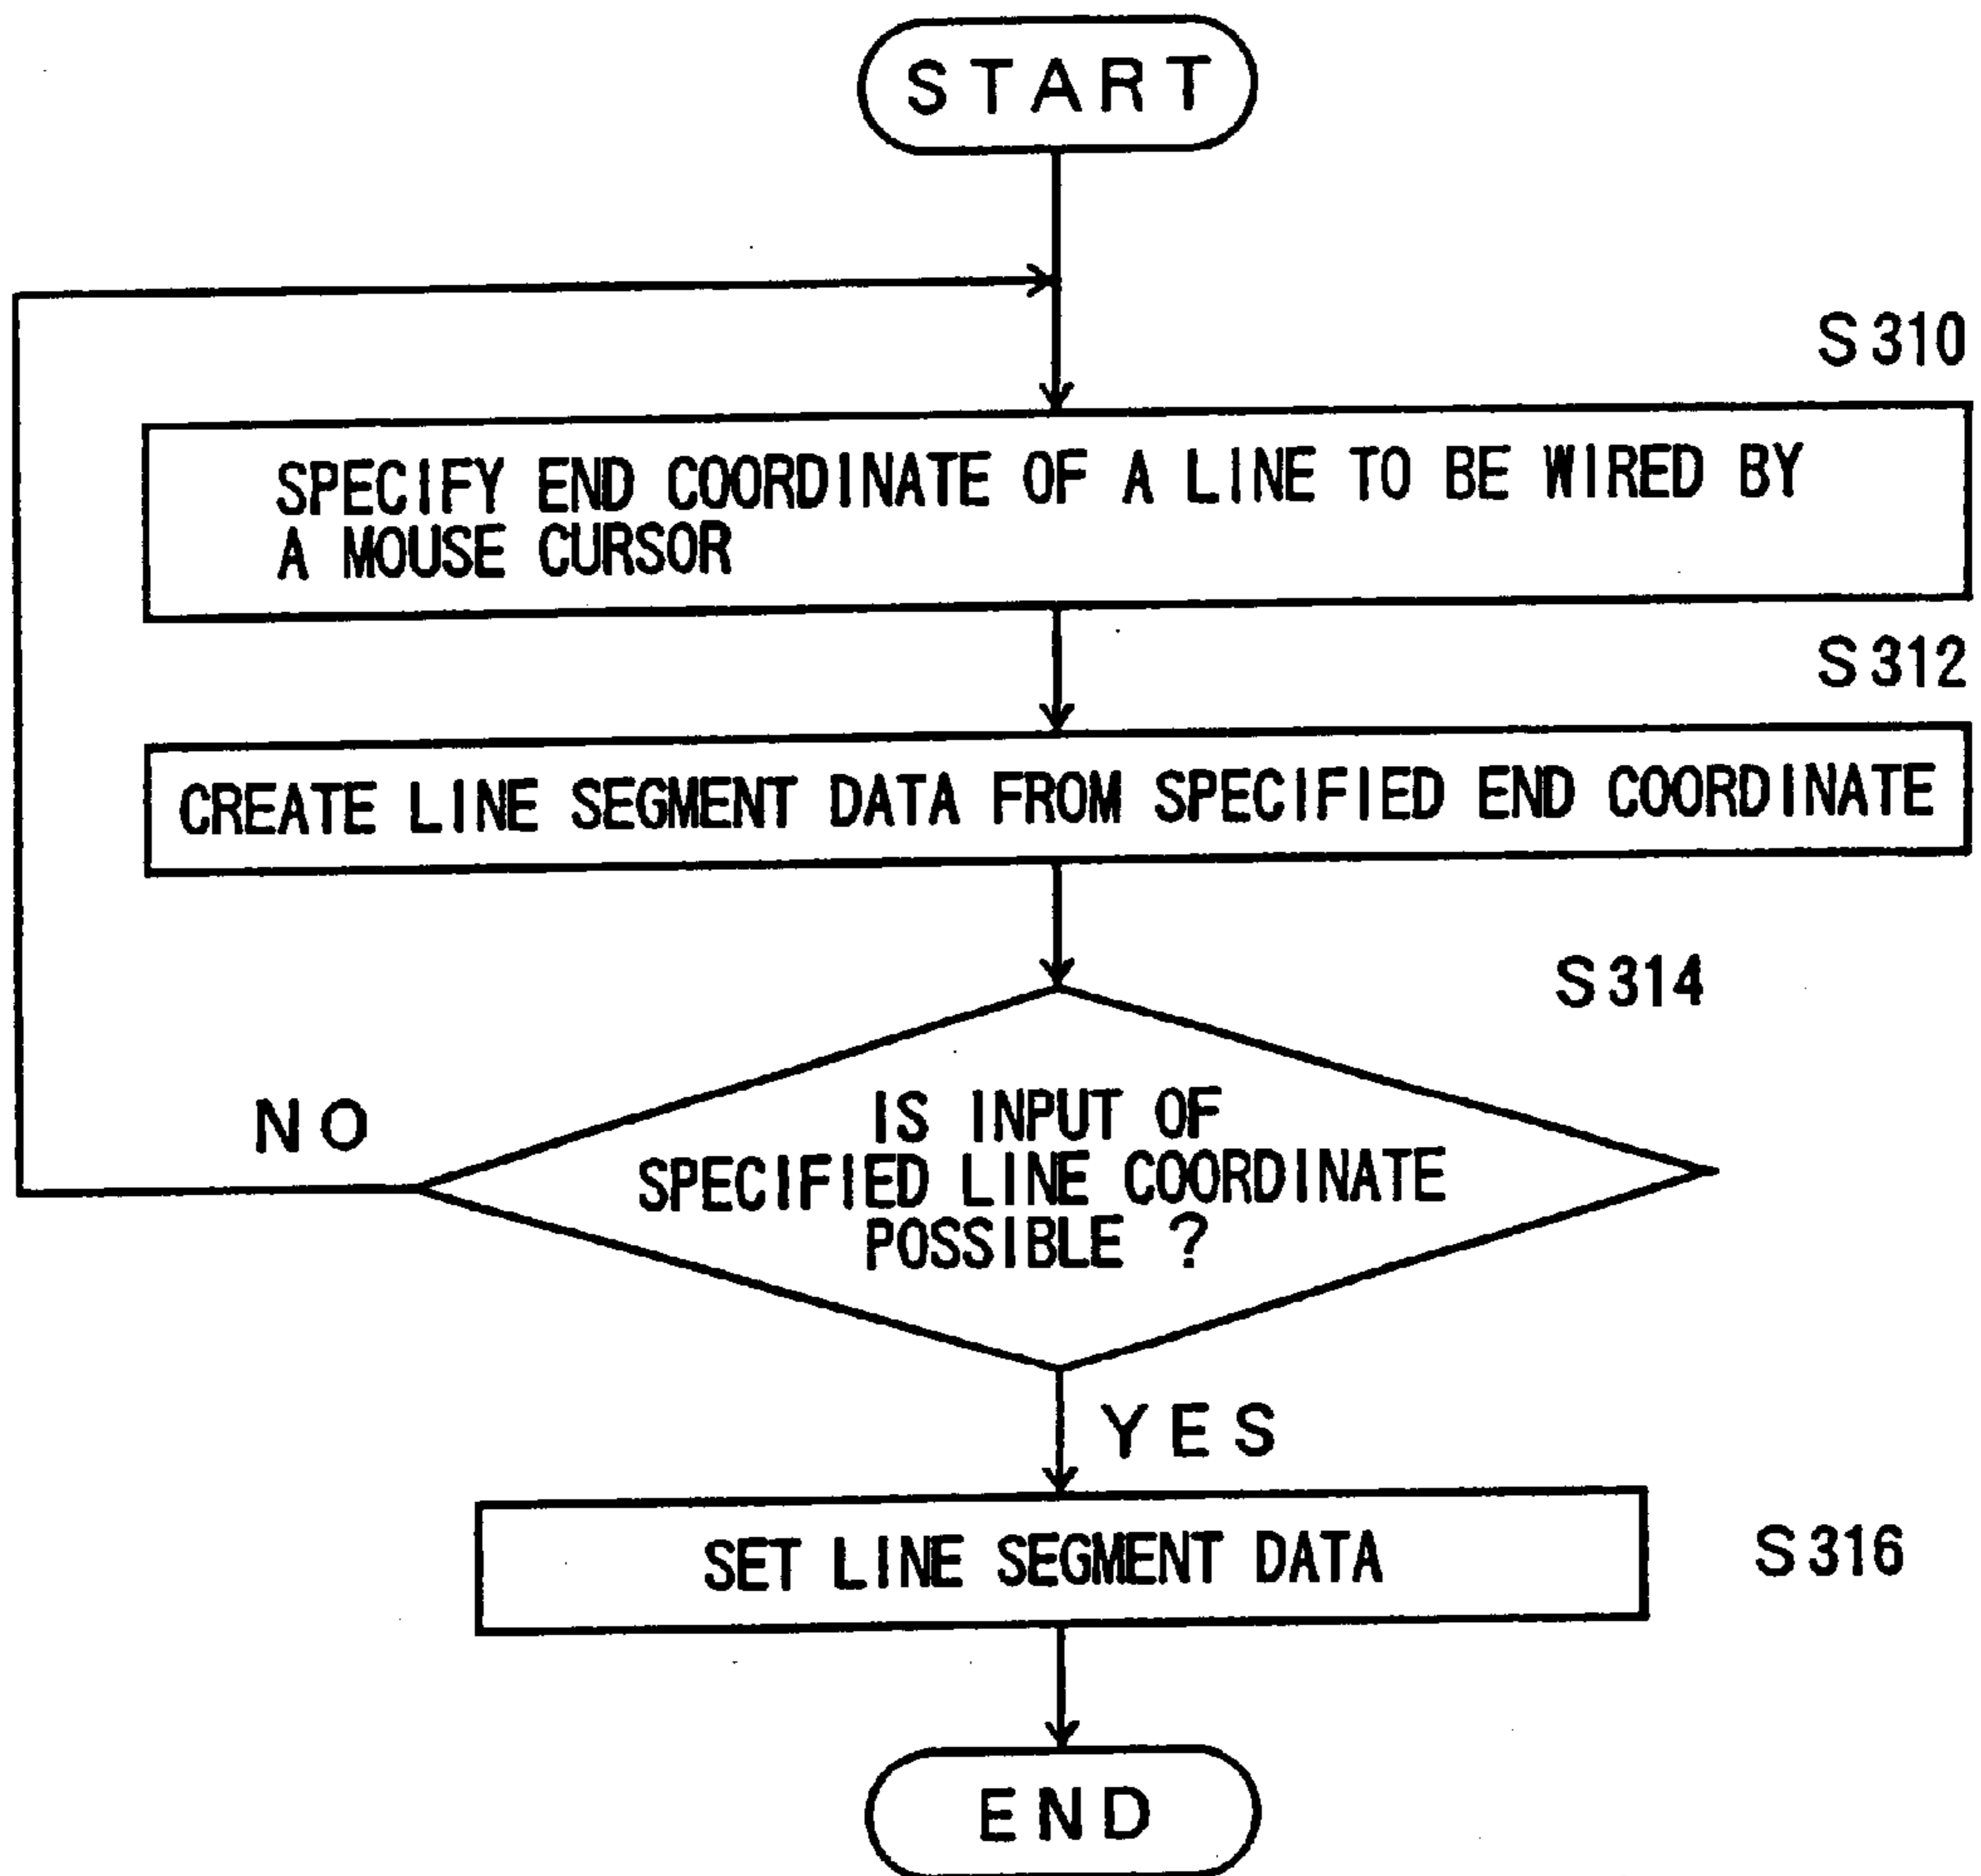 START
S310
SPECIFY END COORDINATE OF A LINE TO BE WIRED BY
A MOUSE CURSOR
S312
CREATE LINE SEGMENT DATA FROM SPECIFIED END COORDINATE
S314
NO
IS INPUT OF
SPECIFIED LINE COORDINATE
POSSIBLE ?
YES
SET LINE SEGMENT DATA
S316
END